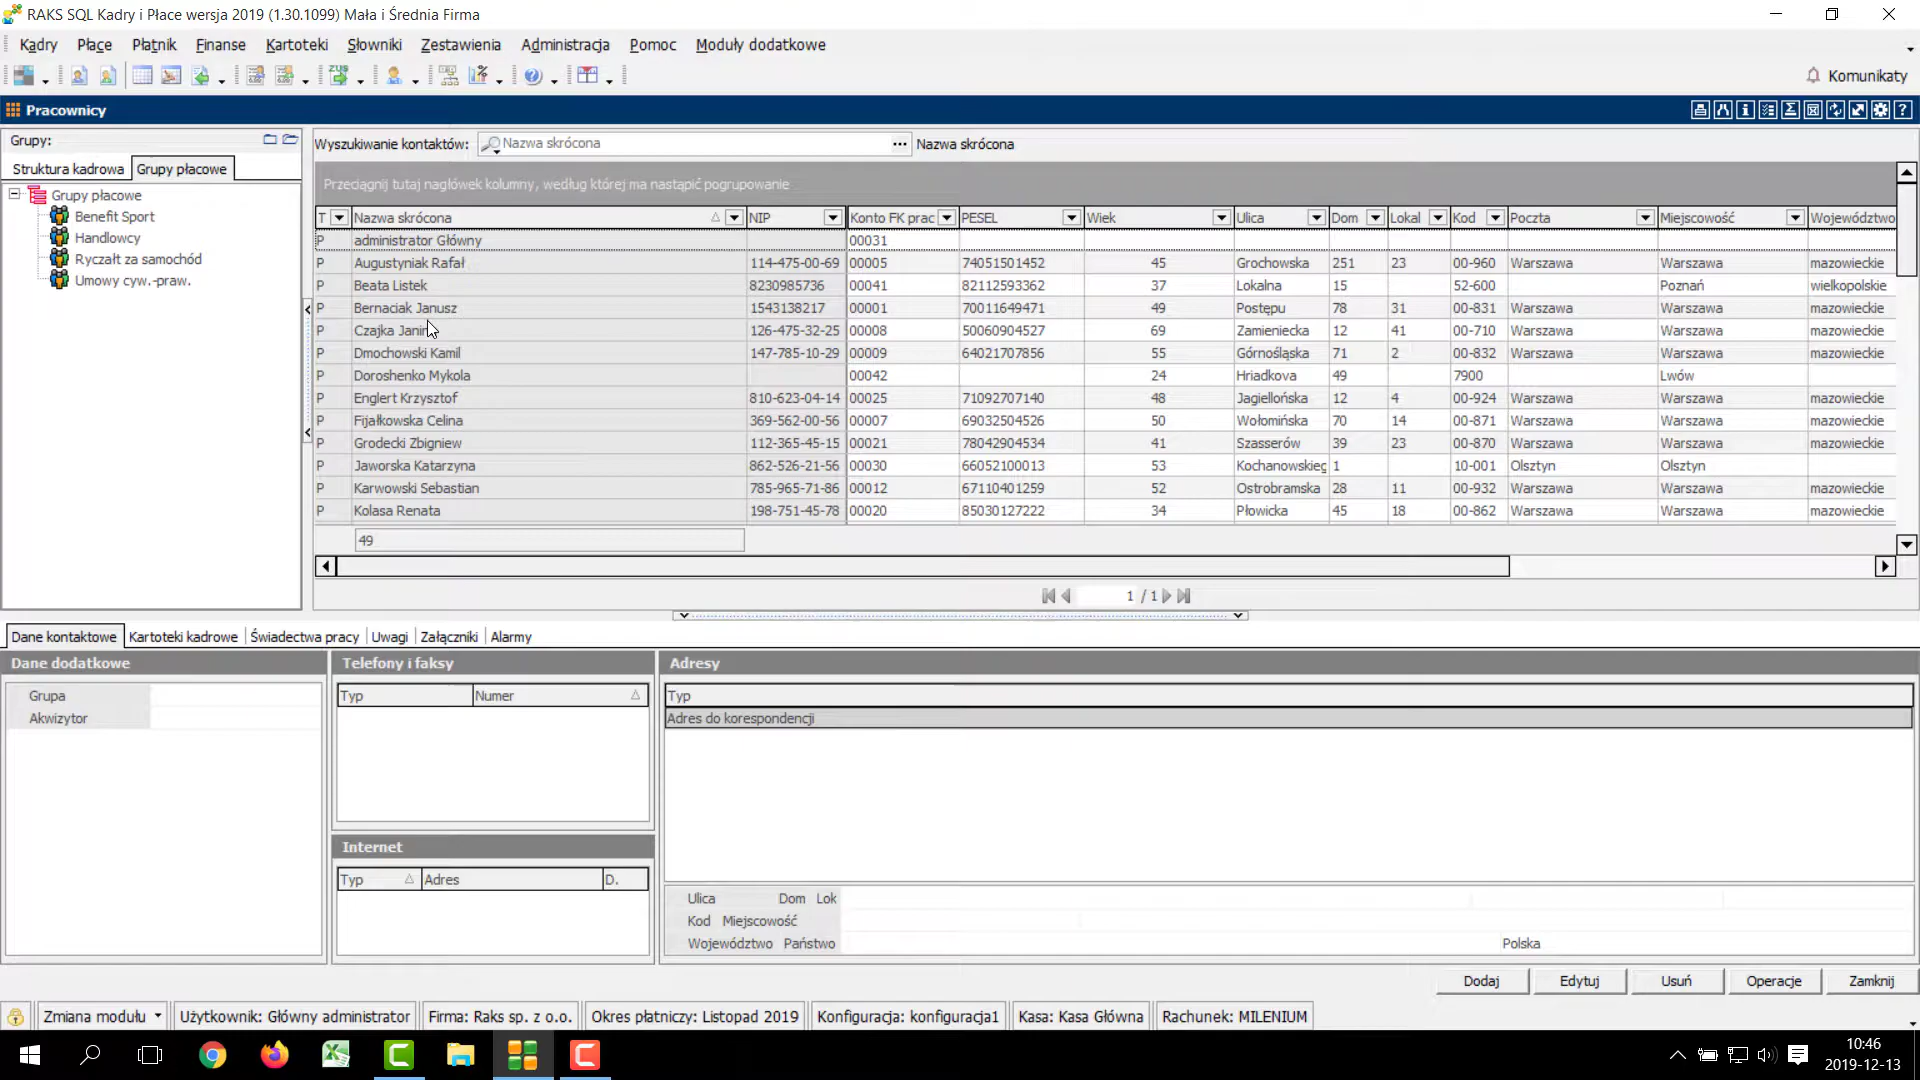 RAKS SQL Kadry i Płace wersja 2019 (1.30.1099) Mała i Średnia Firma
Kadry Płace Płatnik Finanse Kartoteki Słowniki Zestawienia Administracja Pomoc Moduły dodatkowe
Komunikaty
Pracownicy
Grupy:
Struktura kadrowa Grupy płacowe
Grupy płacowe
Benefit Sport
Handlowcy
Ryczałt za samochód
Umowy cyw.-praw.
Wyszukiwanie kontaktów: Nazwa skrócona ... Nazwa skrócona
Przeciągnij tutaj nagłówek kolumny, według której ma nastąpić pogrupowanie
T Nazwa skrócona NIP Konto FK prac PESEL Wiek Ulica Dom Lokal Kod Poczta Miejscowość Województwo
P administrator Główny 00031
P Augustyniak Rafał 114-475-00-69 00005 74051501452 45 Grochowska 251 23 00-960 Warszawa Warszawa mazowieckie
P Beata Listek 8230985736 00041 82112593362 37 Lokalna 15 52-600 Poznań wielkopolskie
P Bernaciak Janusz 1543138217 00001 70011649471 49 Postępu 78 31 00-831 Warszawa Warszawa mazowieckie
P Czajka Janin 126-475-32-25 00008 50060904527 69 Zamieniecka 12 41 00-710 Warszawa Warszawa mazowieckie
P Dmochowski Kamil 147-785-10-29 00009 64021707856 55 Górnośląska 71 2 00-832 Warszawa Warszawa mazowieckie
P Doroshenko Mykola 00042 24 Hriadkova 49 7900 Lwów
P Englert Krzysztof 810-623-04-14 00025 71092707140 48 Jagiellońska 12 4 00-924 Warszawa Warszawa mazowieckie
P Fijałkowska Celina 369-562-00-56 00007 69032504526 50 Wołomińska 70 14 00-871 Warszawa Warszawa mazowieckie
P Grodecki Zbigniew 112-365-45-15 00021 78042904534 41 Szasserów 39 23 00-870 Warszawa Warszawa mazowieckie
P Jaworska Katarzyna 862-526-21-56 00030 66052100013 53 Kochanowskieg 1 10-001 Olsztyn Olsztyn
P Karwowski Sebastian 785-965-71-86 00012 67110401259 52 Ostrobramska 28 11 00-932 Warszawa Warszawa mazowieckie
P Kolasa Renata 198-751-45-78 00020 85030127222 34 Płowicka 45 18 00-862 Warszawa Warszawa mazowieckie
49
1 / 1
Dane kontaktowe Kartoteki kadrowe Świadectwa pracy Uwagi Załączniki Alarmy
Dane dodatkowe
Grupa
Akwizytor
Telefony i faksy
Typ Numer
Internet
Typ Adres D.
Adresy
Typ
Adres do korespondencji
Ulica Dom Lok
Kod Miejscowość
Województwo Państwo Polska
Dodaj Edytuj Usuń Operacje Zamknij
Zmiana modułu Użytkownik: Główny administrator Firma: Raks sp. z o.o. Okres płatniczy: Listopad 2019 Konfiguracja: konfiguracja1 Kasa: Kasa Główna Rachunek: MILENIUM
10:46
2019-12-13